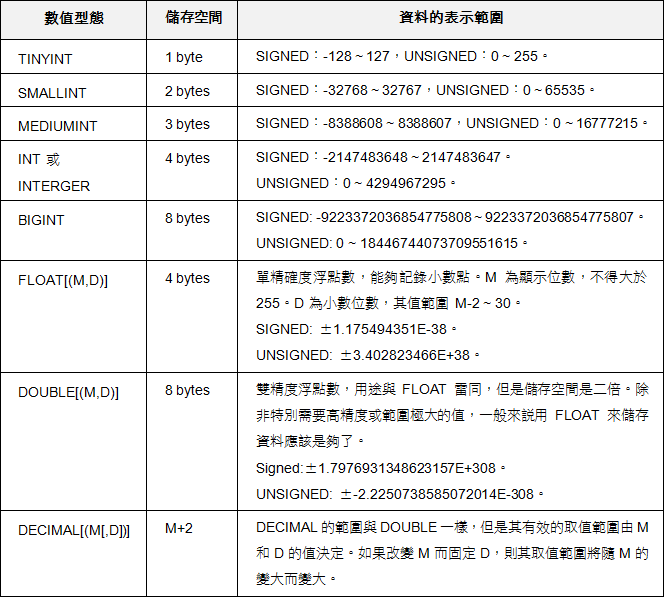 數值型態 儲存空間 資料的表示範圍
TINYINT 1 byte SIGNED：-128 ~ 127，UNSIGNED：0 ~ 255。
SMALLINT 2 bytes SIGNED：-32768 ~ 32767，UNSIGNED：0 ~ 65535。
MEDIUMINT 3 bytes SIGNED：-8388608 ~ 8388607，UNSIGNED：0 ~ 16777215。
INT 或 4 bytes SIGNED：-2147483648 ~ 2147483647。
INTERGER UNSIGNED：0 ~ 4294967295。
BIGINT 8 bytes SIGNED: -9223372036854775808 ~ 9223372036854775807。
UNSIGNED: 0 ~ 18446744073709551615。
FLOAT[(M,D)] 4 bytes 單精確度浮點數，能夠記錄小數點。M 為顯示位數，不得大於
255。D 為小數位數，其值範圍 M-2 ~ 30。
SIGNED: ±1.175494351E-38。
UNSIGNED: ±3.402823466E+38。
DOUBLE[(M,D)] 8 bytes 雙精度浮點數，用途與 FLOAT 雷同，但是儲存空間是二倍。除
非特別需要高精度或範圍極大的值，一般來說用 FLOAT 來儲存
資料應該是夠了。
Signed:±1.7976931348623157E+308。
UNSIGNED: ±-2.2250738585072014E-308。
DECIMAL[(M[,D])] M+2 DECIMAL 的範圍與 DOUBLE 一樣，但是其有效的取值範圍由 M
和 D 的值決定。如果改變 M 而固定 D，則其取值範圍將隨 M 的
變大而變大。